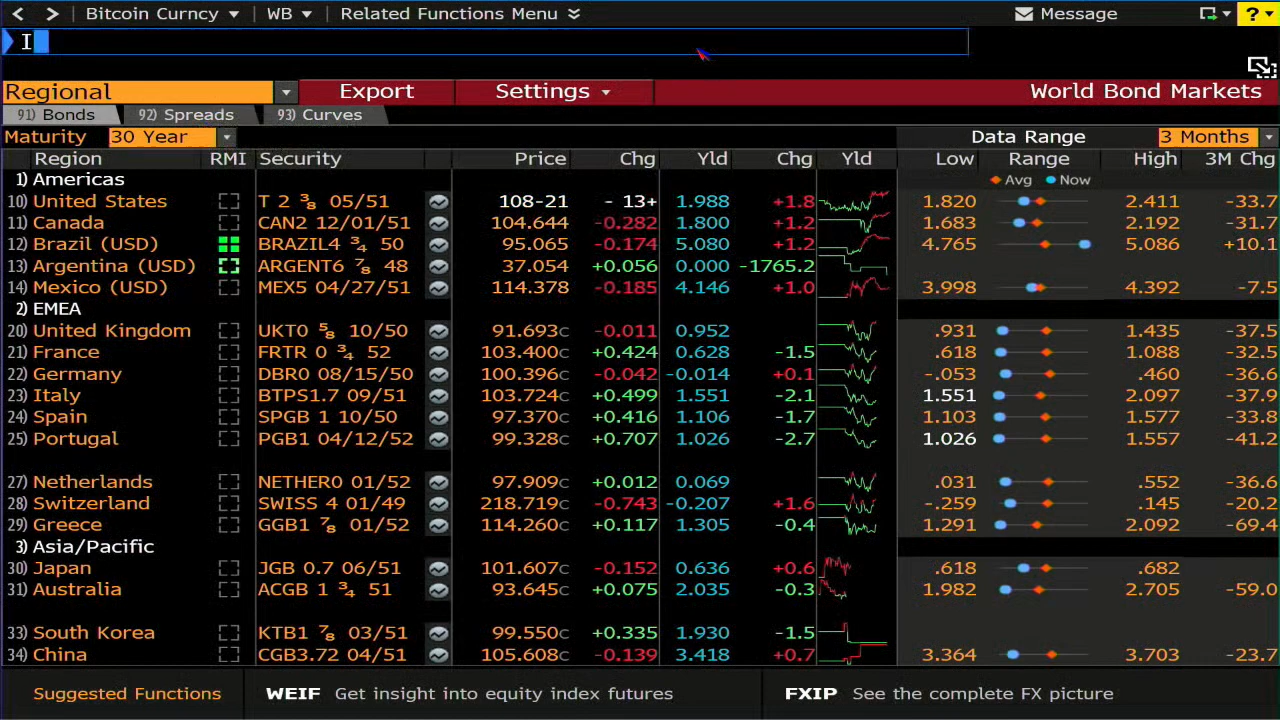 Bitcoin Curncy WB Related Functions Menu Message ?
I
Regional Export Settings World Bond Markets
91) Bonds 92) Spreads 93) Curves
Maturity 30 Year Data Range 3 Months
Region RMI Security Price Chg Yld Chg Yld Low Range High 3M Chg
1) Americas Avg Now
10) United States T 2 ⅜ 05/51 108-21 - 13+ 1.988 +1.8 1.820 2.411 -33.7
11) Canada CAN2 12/01/51 104.644 -0.282 1.800 +1.2 1.683 2.192 -31.7
12) Brazil (USD) BRAZIL4 ¾ 50 95.065 -0.174 5.080 +1.2 4.765 5.086 +10.1
13) Argentina (USD) ARGENT6 ⅞ 48 37.054 +0.056 0.000 -1765.2
14) Mexico (USD) MEX5 04/27/51 114.378 -0.185 4.146 +1.0 3.998 4.392 -7.5
2) EMEA
20) United Kingdom UKT0 ⅝ 10/50 91.693c -0.011 0.952 .931 1.435 -37.5
21) France FRTR 0 ¾ 52 103.400c +0.424 0.628 -1.5 .618 1.088 -32.5
22) Germany DBR0 08/15/50 100.396c -0.042 -0.014 +0.1 -.053 .460 -36.6
23) Italy BTPS1.7 09/51 103.724c +0.499 1.551 -2.1 1.551 2.097 -37.9
24) Spain SPGB 1 10/50 97.370c +0.416 1.106 -1.7 1.103 1.577 -33.8
25) Portugal PGB1 04/12/52 99.328c +0.707 1.026 -2.7 1.026 1.557 -41.2
27) Netherlands NETHER0 01/52 97.909c +0.012 0.069 .031 .552 -36.6
28) Switzerland SWISS 4 01/49 218.719c -0.743 -0.207 +1.6 -.259 .145 -20.2
29) Greece GGB1 ⅞ 01/52 114.260c +0.117 1.305 -0.4 1.291 2.092 -69.4
3) Asia/Pacific
30) Japan JGB 0.7 06/51 101.607c -0.152 0.636 +0.6 .618 .682
31) Australia ACGB 1 ¾ 51 93.645c +0.075 2.035 -0.3 1.982 2.705 -59.0
33) South Korea KTB1 ⅞ 03/51 99.550c +0.335 1.930 -1.5
34) China CGB3.72 04/51 105.608c -0.139 3.418 +0.7 3.364 3.703 -23.7
Suggested Functions WEIF Get insight into equity index futures FXIP See the complete FX picture